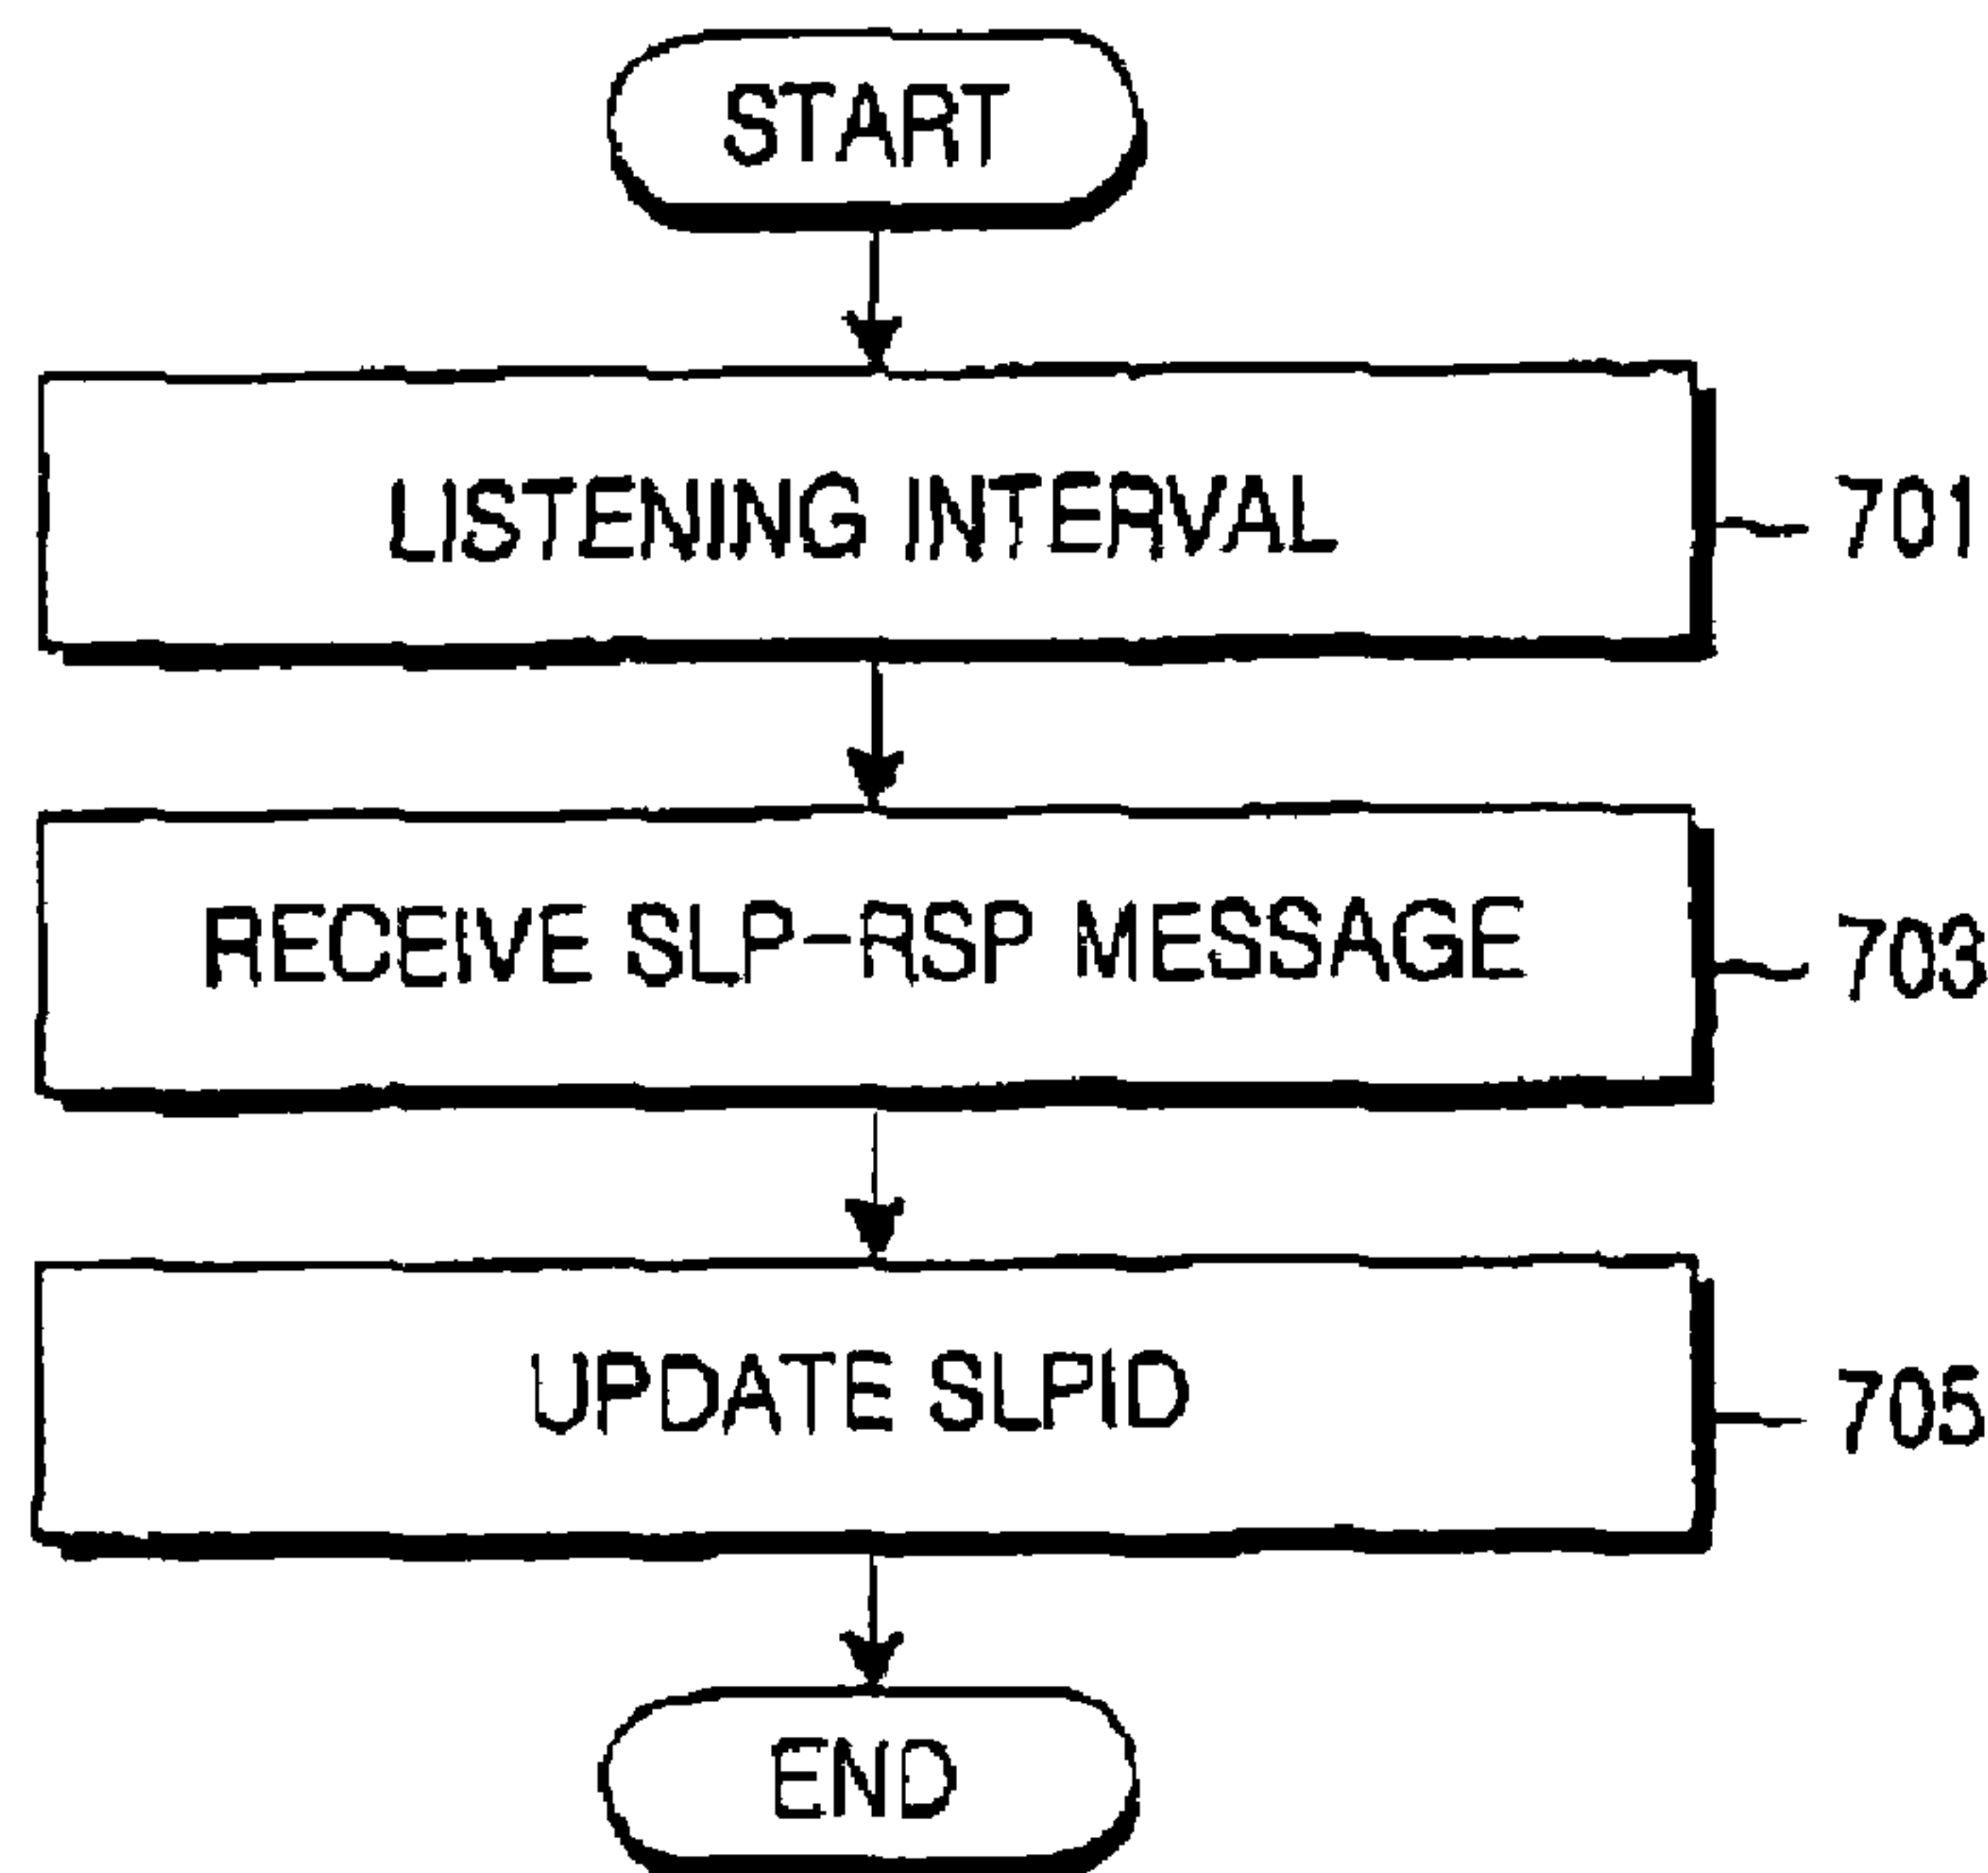 START
LISTENING INTERVAL
701
RECEIVE SLP-RSP MESSAGE
703
UPDATE SLPID
705
END